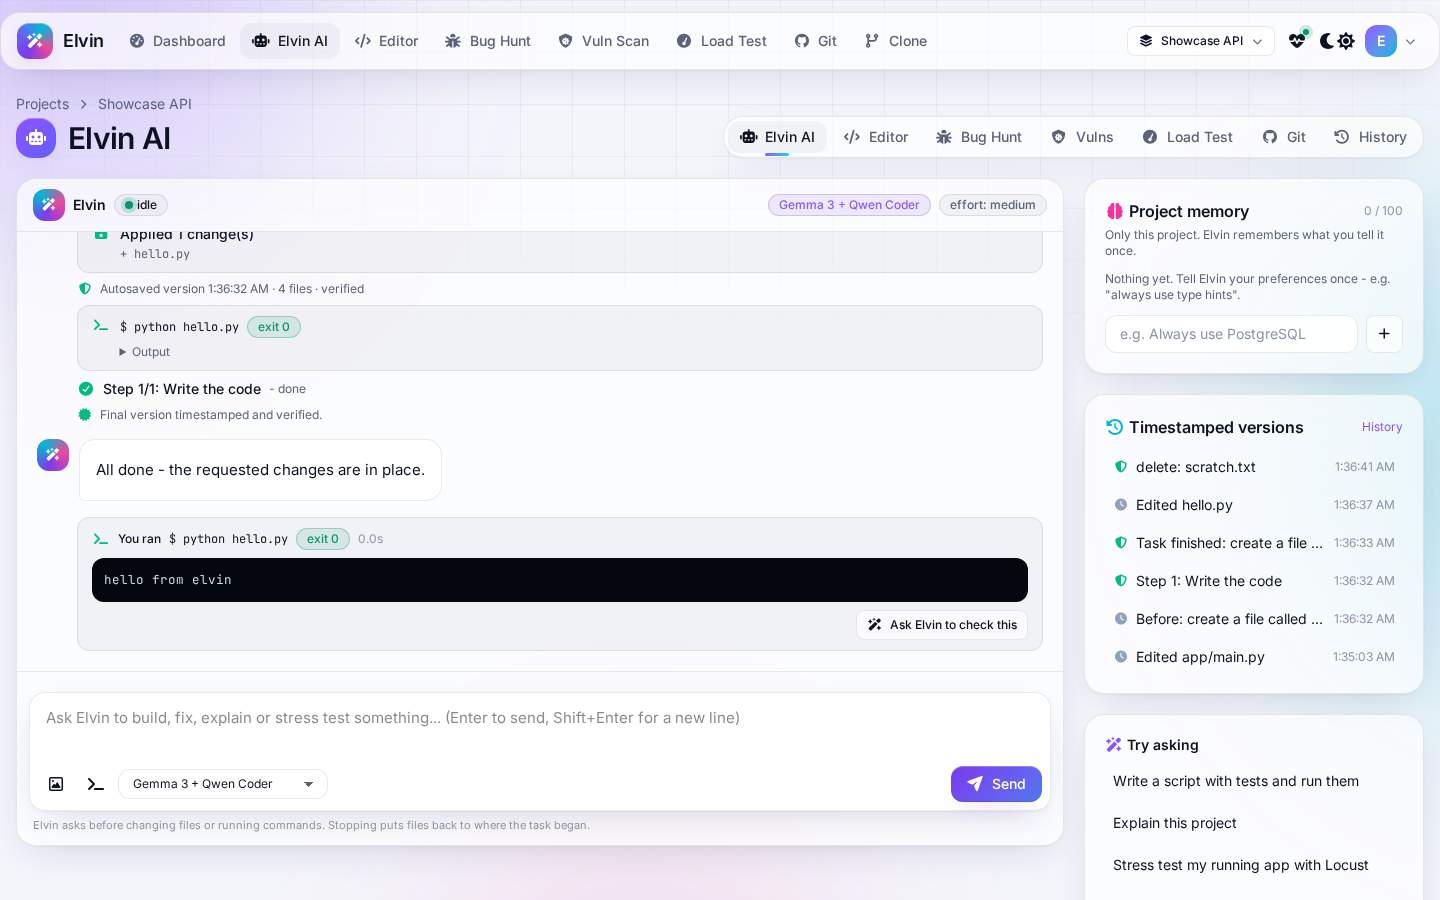 Elvin
Dashboard
Elvin AI
Editor
Bug Hunt
Vuln Scan
Load Test
Git
Clone
Showcase API
E
Projects > Showcase API
Elvin AI
Elvin AI
Editor
Bug Hunt
Vulns
Load Test
Git
History
Elvin
idle
Gemma 3 + Qwen Coder
effort: medium
Applied 1 change(s)
+ hello.py
Autosaved version 1:36:32 AM · 4 files · verified
$ python hello.py exit 0
Output
Step 1/1: Write the code - done
Final version timestamped and verified.
All done - the requested changes are in place.
You ran $ python hello.py exit 0 0.0s
hello from elvin
Ask Elvin to check this
Ask Elvin to build, fix, explain or stress test something... (Enter to send, Shift+Enter for a new line)
Gemma 3 + Qwen Coder
Send
Elvin asks before changing files or running commands. Stopping puts files back to where the task began.
Project memory 0 / 100
Only this project. Elvin remembers what you tell it
once.
Nothing yet. Tell Elvin your preferences once - e.g.
"always use type hints".
e.g. Always use PostgreSQL
+
Timestamped versions History
delete: scratch.txt 1:36:41 AM
Edited hello.py 1:36:37 AM
Task finished: create a file ... 1:36:33 AM
Step 1: Write the code 1:36:32 AM
Before: create a file called ... 1:36:32 AM
Edited app/main.py 1:35:03 AM
Try asking
Write a script with tests and run them
Explain this project
Stress test my running app with Locust